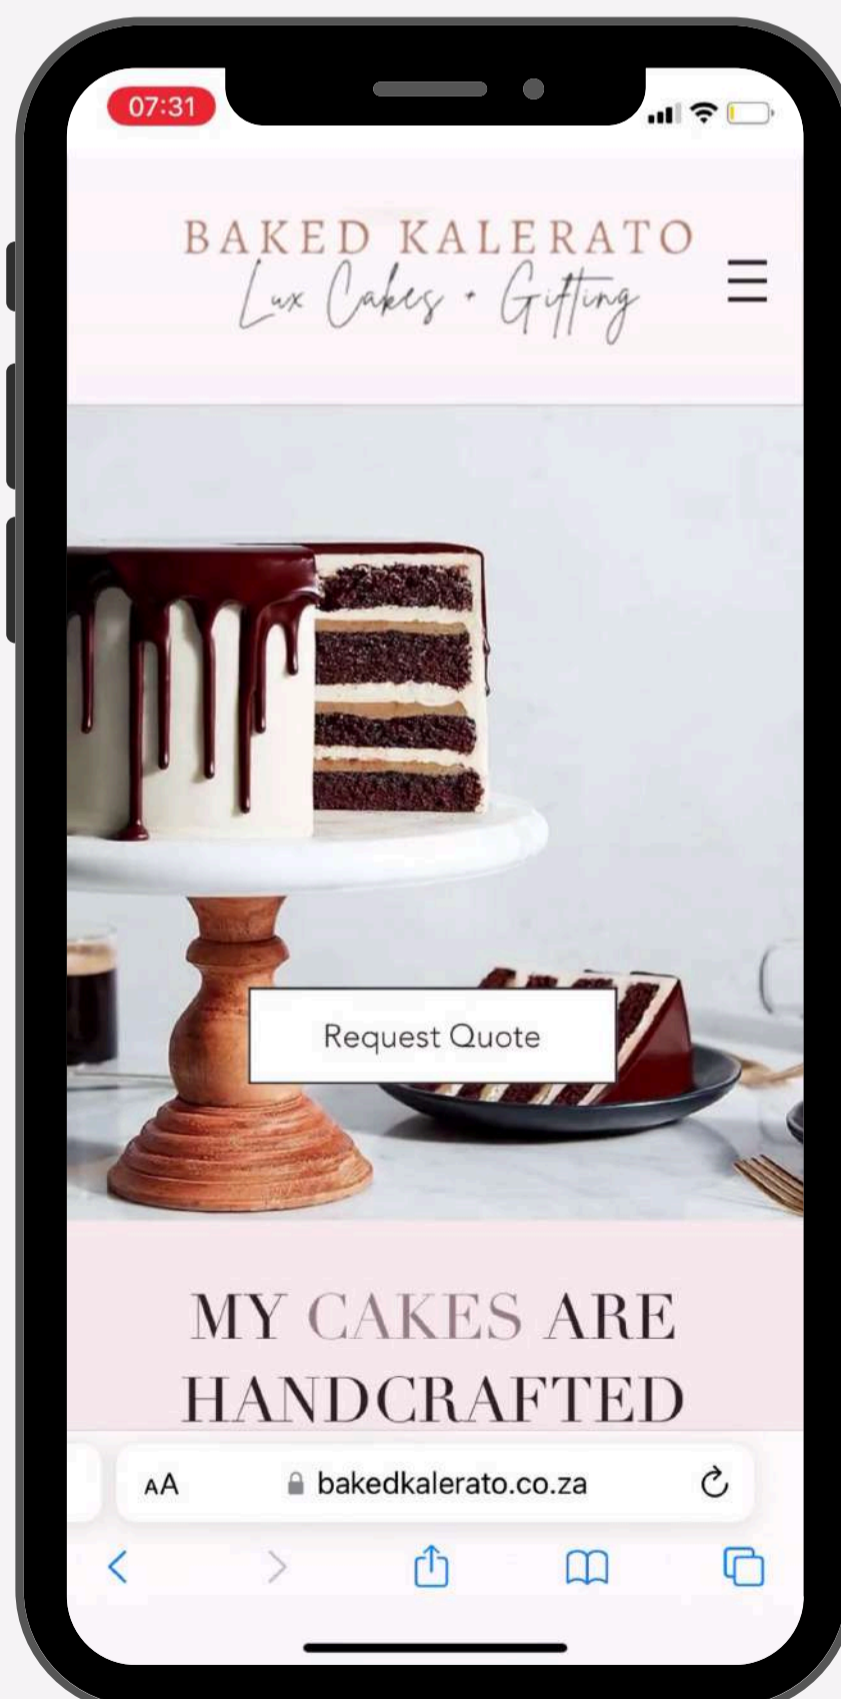 07:31
BAKED KALERATO
Lux Cakes + Gifting
Request Quote
MY CAKES ARE
HANDCRAFTED
AA
bakedkalerato.co.za